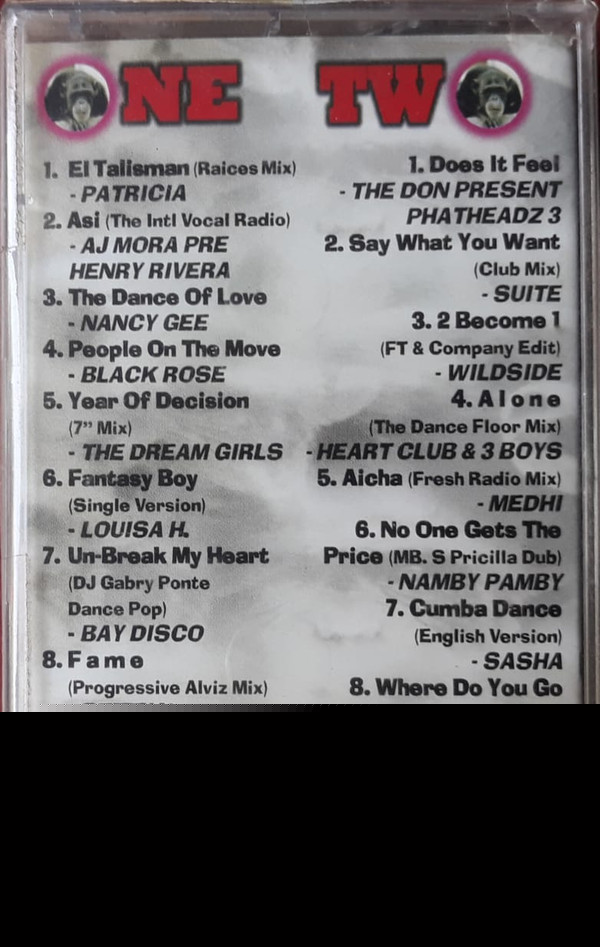 ONE
1. El Talisman (Raices Mix)
- PATRICIA
2. Asi (The Intl Vocal Radio)
- AJ MORA PRE
HENRY RIVERA
3. The Dance Of Love
- NANCY GEE
4. People On The Move
- BLACK ROSE
5. Year Of Decision
(7" Mix)
- THE DREAM GIRLS
6. Fantasy Boy
(Single Version)
- LOUISA H.
7. Un-Break My Heart
(DJ Gabry Ponte
Dance Pop)
- BAY DISCO
8. Fame
(Progressive Alviz Mix)
TWO
1. Does It Feel
- THE DON PRESENT
PHATHEADZ 3
2. Say What You Want
(Club Mix)
- SUITE
3. 2 Become 1
(FT & Company Edit)
- WILDSIDE
4. Alone
(The Dance Floor Mix)
- HEART CLUB & 3 BOYS
5. Aicha (Fresh Radio Mix)
- MEDHI
6. No One Gets The
Price (MB. S Pricilla Dub)
- NAMBY PAMBY
7. Cumba Dance
(English Version)
- SASHA
8. Where Do You Go